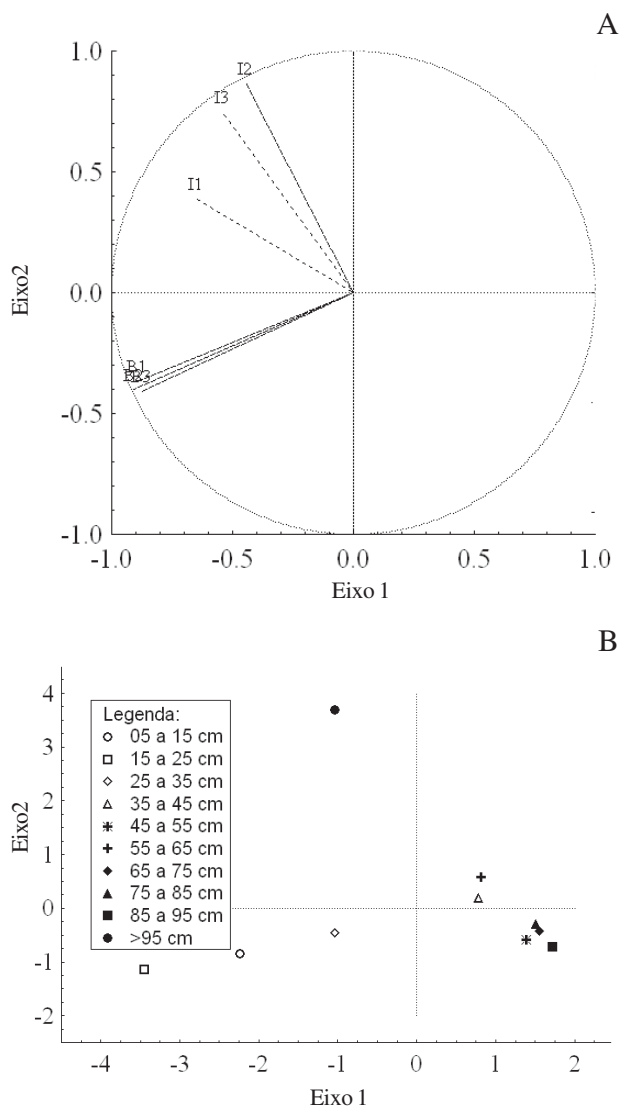 A
1.0
I2
I3
0.5
I1
Eixo2
0.0
B1
-0.5
-1.0
-1.0 -0.5 0.0 0.5 1.0
Eixo 1
B
4
Legenda:
05 a 15 cm
15 a 25 cm
25 a 35 cm
35 a 45 cm
45 a 55 cm
55 a 65 cm
65 a 75 cm
75 a 85 cm
85 a 95 cm
>95 cm
3
2
1
Eixo2
0
-1
-2
-4 -3 -2 -1 0 1 2
Eixo 1